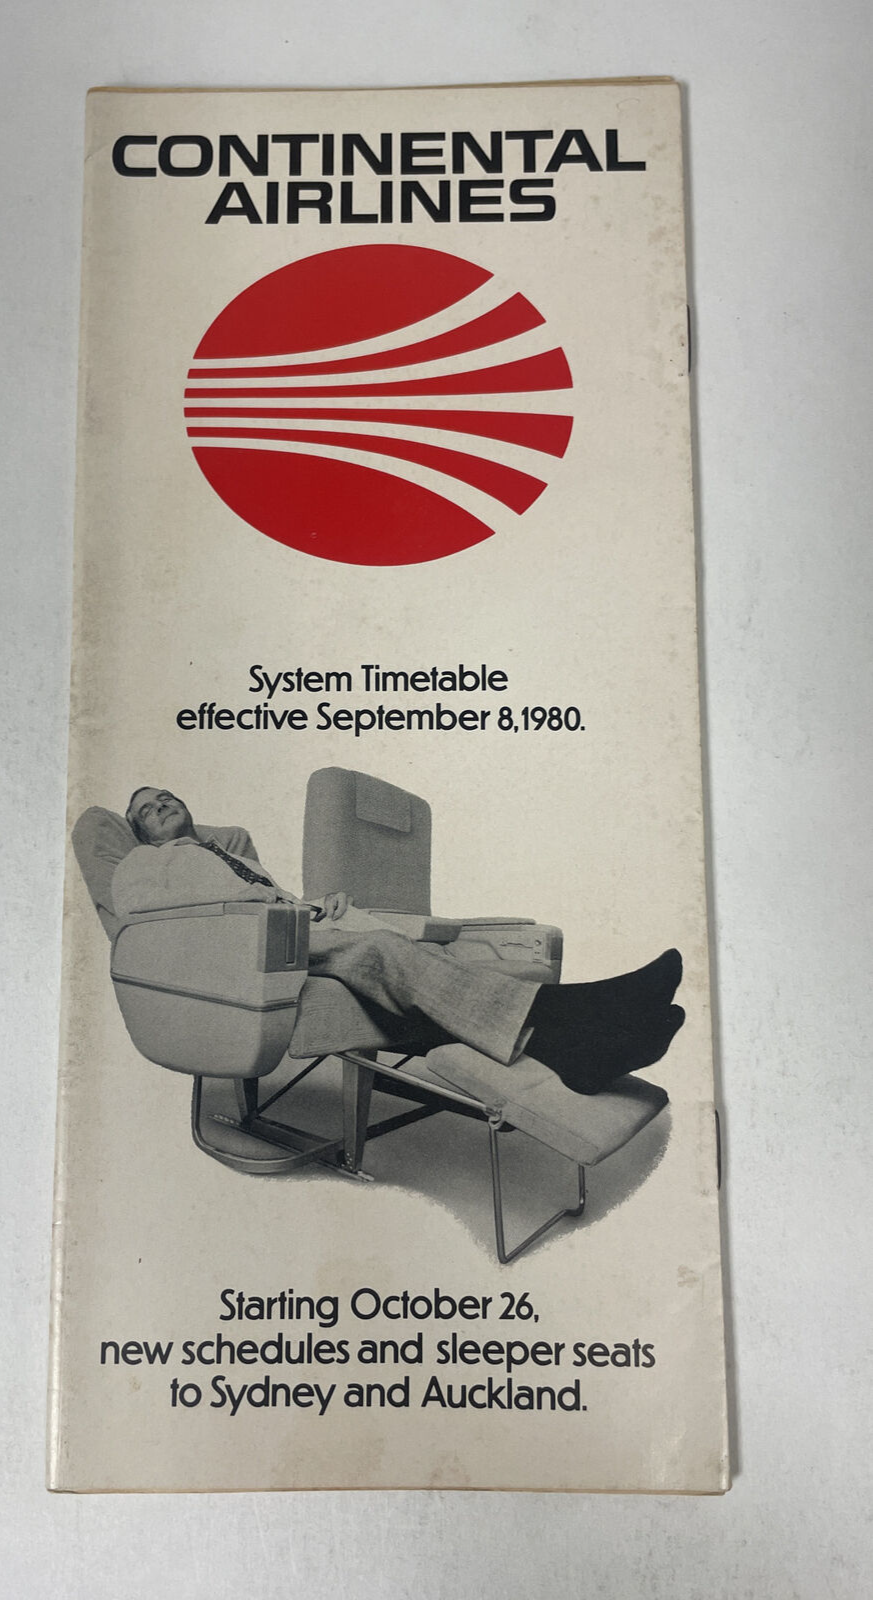 CONTINENTAL
AIRLINES
System Timetable
effective September 8,1980.
Starting October 26,
new schedules and sleeper seats
to Sydney and Auckland.